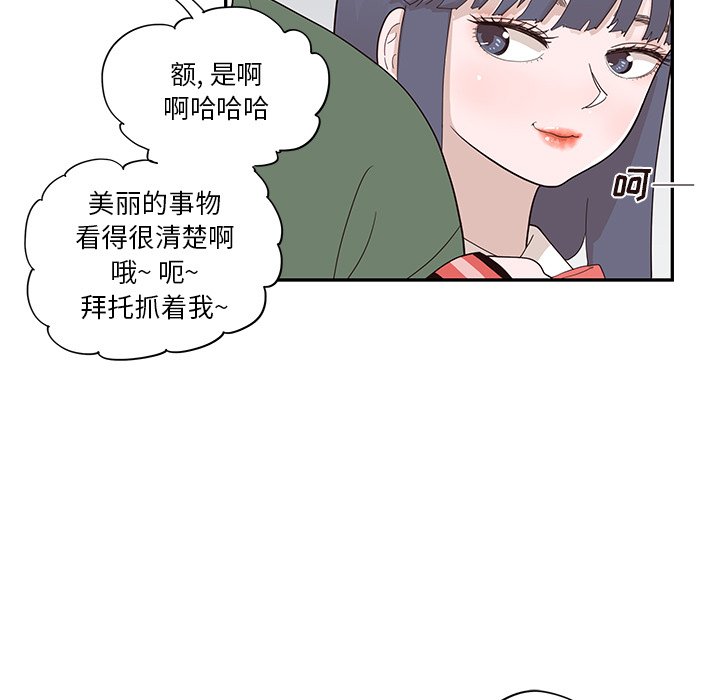 额, 是啊
啊哈哈哈
美丽的事物
看得很清楚啊
哦~ 呃~
拜托抓着我~
呵